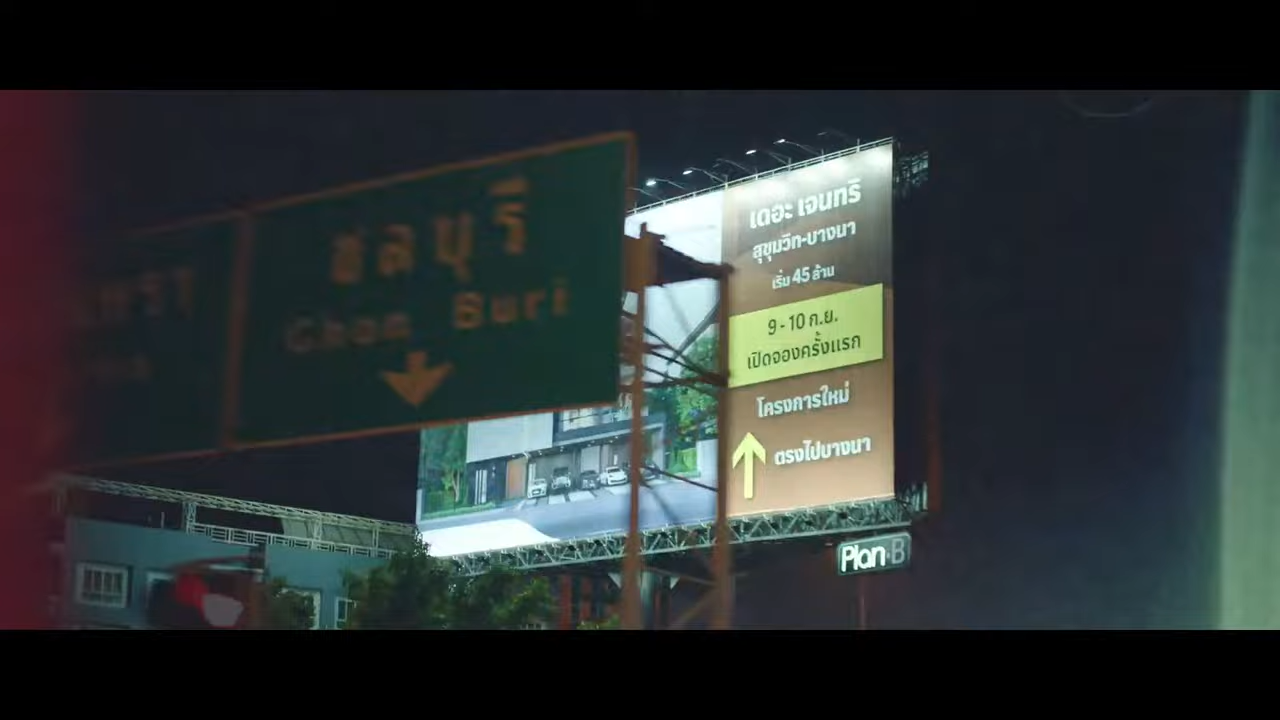 ชลบุรี
Chon Buri
เดอะ เจนทริ
สุขุมวิท-บางนา
เริ่ม 45 ล้าน
9 - 10 ก.ย.
เปิดจองครั้งแรก
โครงการใหม่
ตรงไปบางนา
Plan B